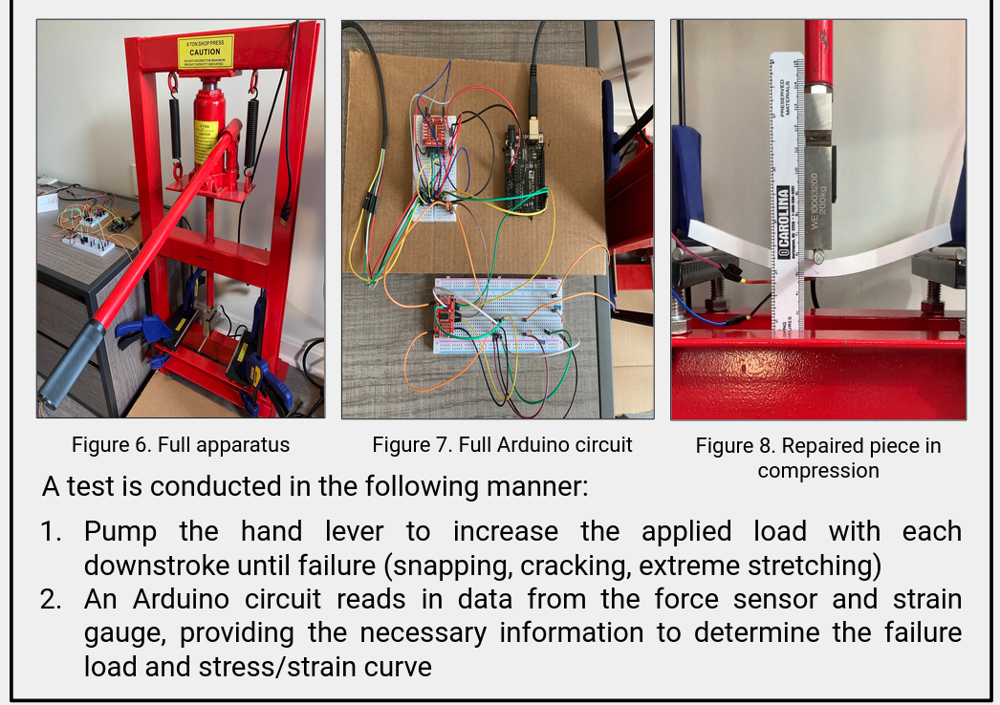 6 TON SHOP PRESS
CAUTION
6 TON
PRESERVED
MATERIALS
CAROLINA
WE10003200
200kg
Figure 6. Full apparatus
Figure 7. Full Arduino circuit
Figure 8. Repaired piece in
compression
A test is conducted in the following manner:
1. Pump the hand lever to increase the applied load with each
downstroke until failure (snapping, cracking, extreme stretching)
2. An Arduino circuit reads in data from the force sensor and strain
gauge, providing the necessary information to determine the failure
load and stress/strain curve